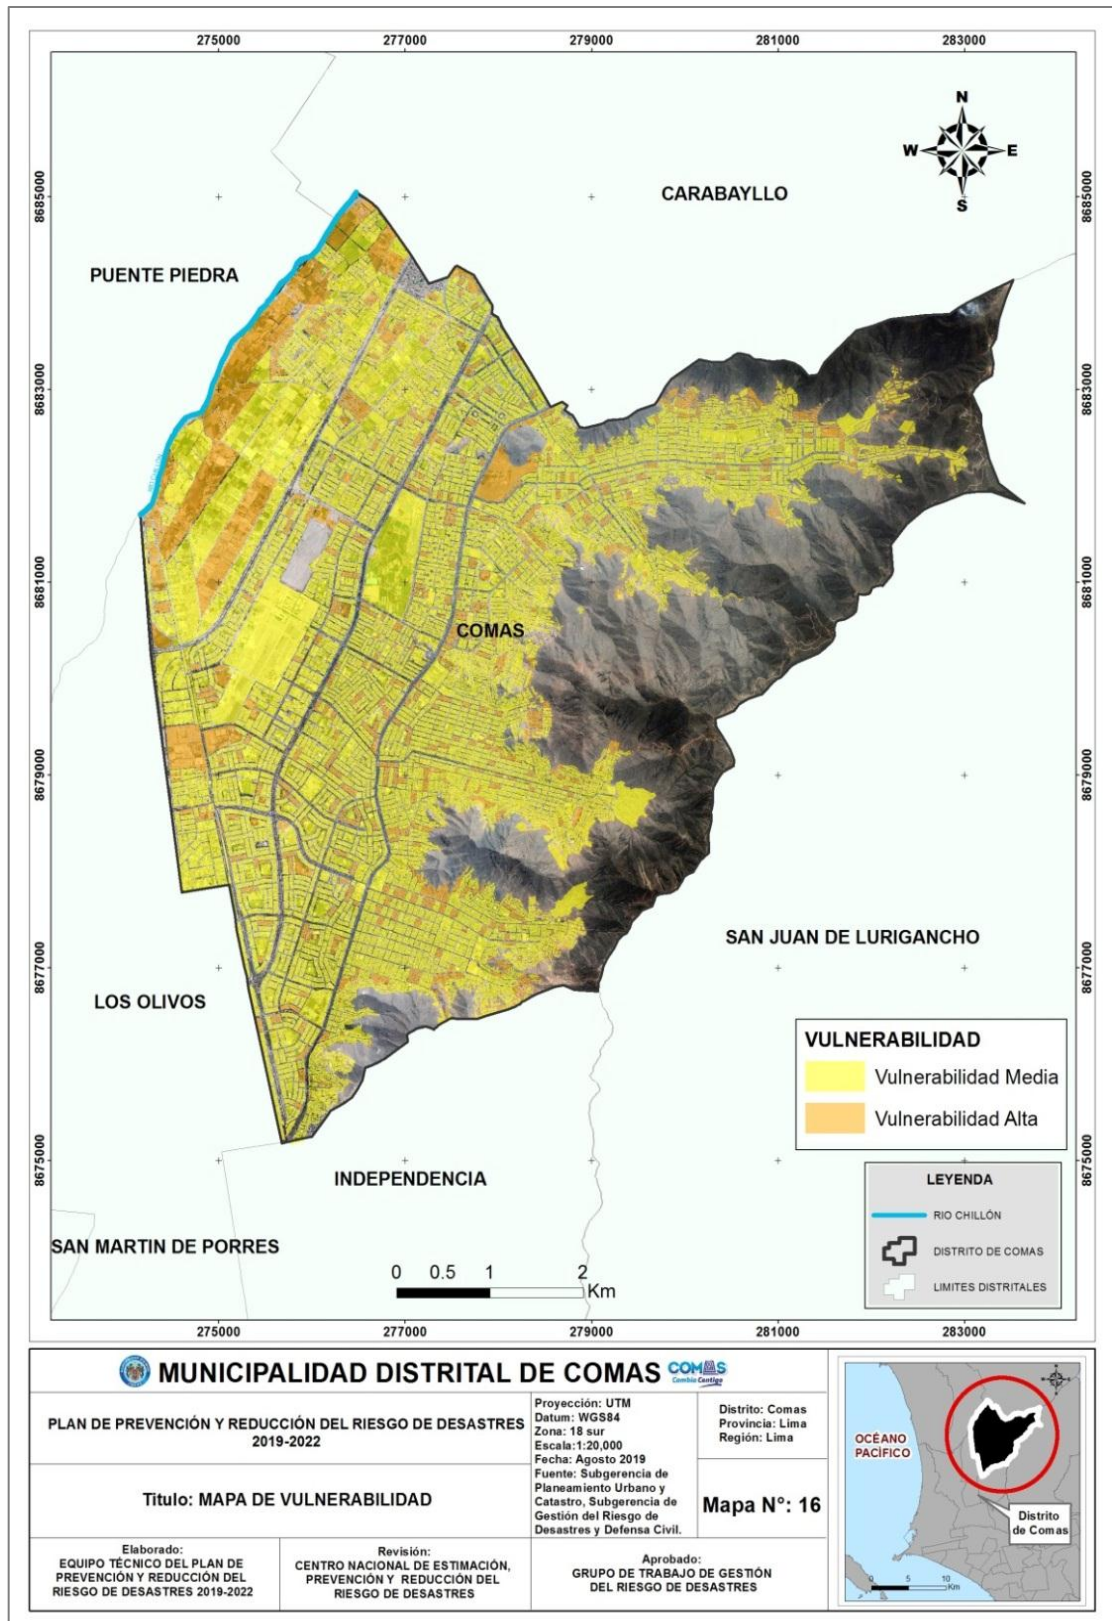 275000 277000 279000 281000 283000
N
W E
S
8685000 8685000
CARABAYLLO
PUENTE PIEDRA
8683000 8683000
8681000 8681000
COMAS
8679000 8679000
SAN JUAN DE LURIGANCHO
8677000 8677000
LOS OLIVOS
VULNERABILIDAD
Vulnerabilidad Media
Vulnerabilidad Alta
8675000 8675000
INDEPENDENCIA
LEYENDA
RIO CHILLÓN
DISTRITO DE COMAS
LIMITES DISTRITALES
SAN MARTIN DE PORRES
0 0.5 1 2
Km
275000 277000 279000 281000 283000
MUNICIPALIDAD DISTRITAL DE COMAS COMAS
Cambia Contigo
PLAN DE PREVENCIÓN Y REDUCCIÓN DEL RIESGO DE DESASTRES
2019-2022
Titulo: MAPA DE VULNERABILIDAD
Proyección: UTM
Datum: WGS84
Zona: 18 sur
Escala:1:20,000
Fecha: Agosto 2019
Fuente: Subgerencia de
Planeamiento Urbano y
Catastro, Subgerencia de
Gestión del Riesgo de
Desastres y Defensa Civil.
Distrito: Comas
Provincia: Lima
Región: Lima
Mapa N°: 16
Elaborado:
EQUIPO TÉCNICO DEL PLAN DE
PREVENCIÓN Y REDUCCIÓN DEL
RIESGO DE DESASTRES 2019-2022
Revisión:
CENTRO NACIONAL DE ESTIMACIÓN,
PREVENCIÓN Y REDUCCIÓN DEL
RIESGO DE DESASTRES
Aprobado:
GRUPO DE TRABAJO DE GESTIÓN
DEL RIESGO DE DESASTRES
OCÉANO
PACÍFICO
Distrito
de Comas
0 5 10
Km